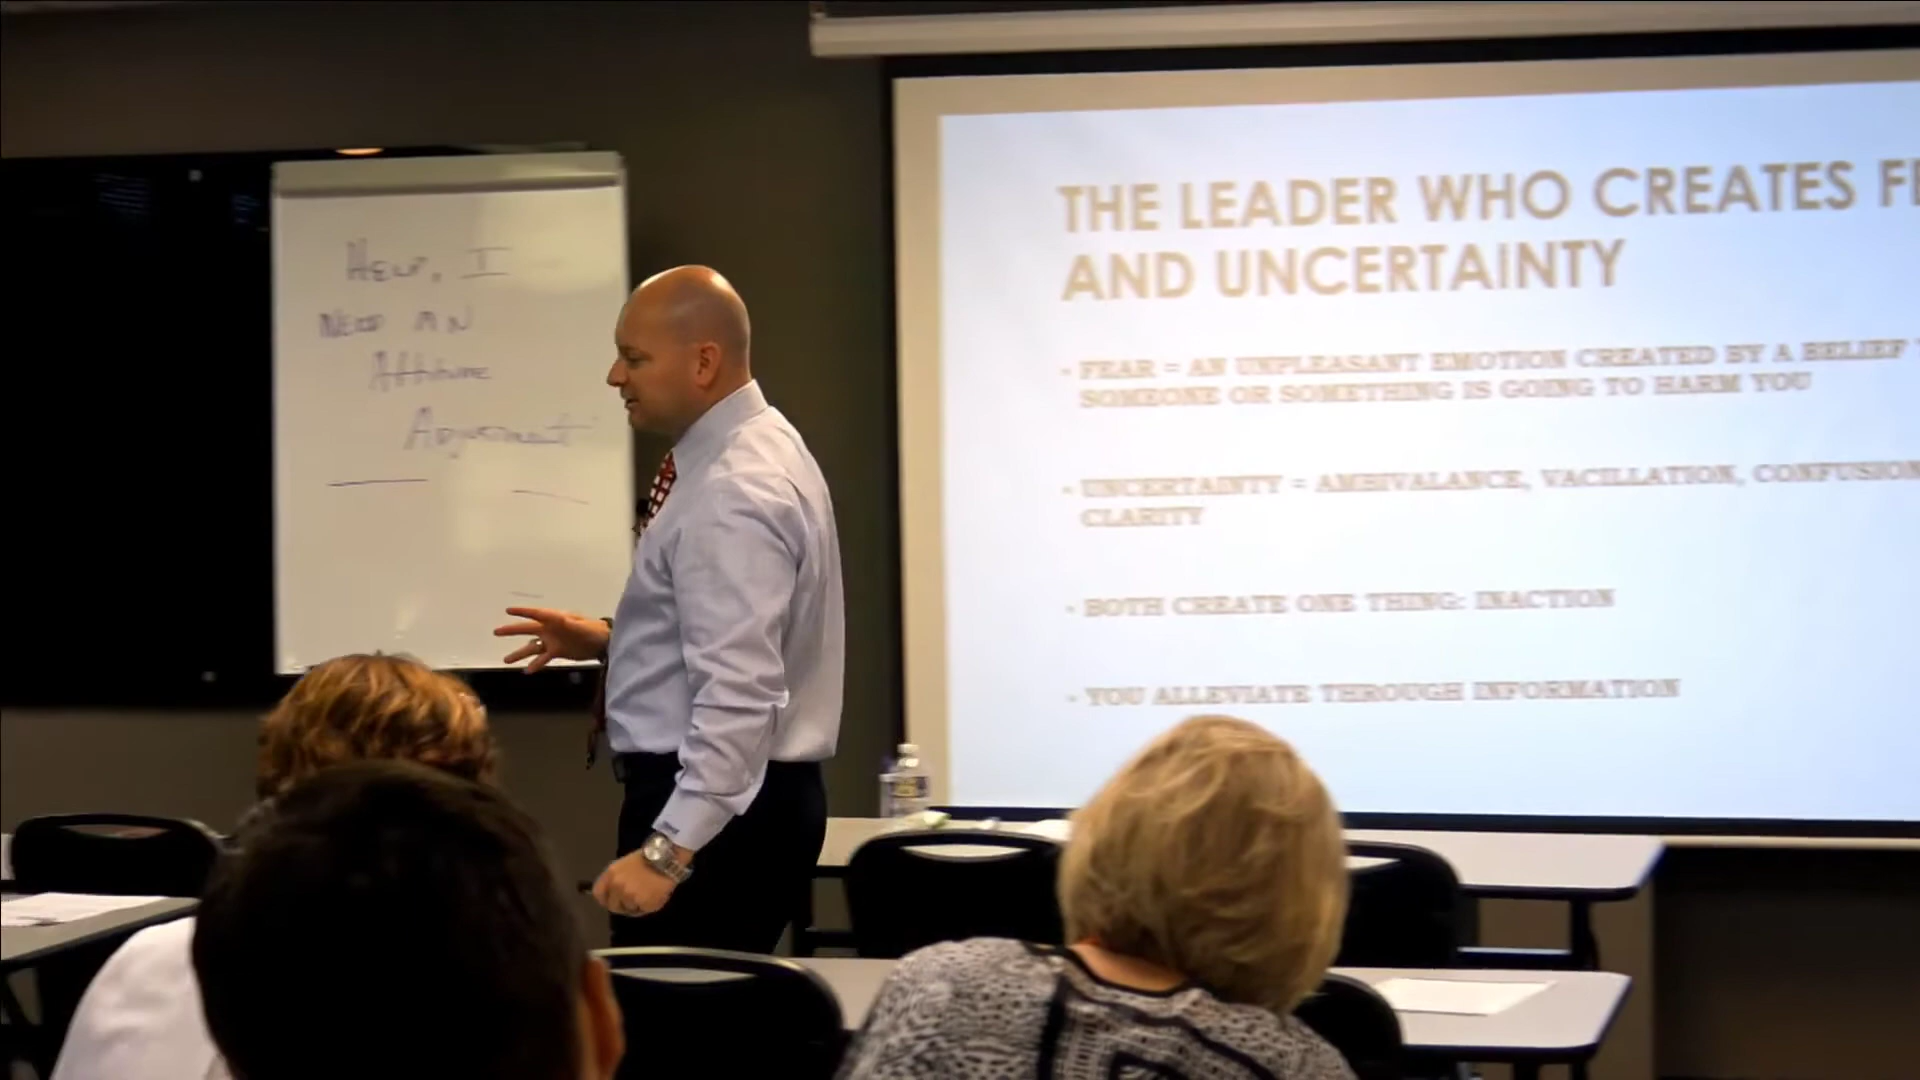 Help, I
Need an
Attitude
Adjustment
THE LEADER WHO CREATES
AND UNCERTAINTY
• FEAR = AN UNPLEASANT EMOTION CREATED BY A BELIEF
SOMEONE OR SOMETHING IS GOING TO HARM YOU
• UNCERTAINTY = AMBIVALANCE, VACILLATION, CONFUSION
CLARITY
• BOTH CREATE ONE THING: INACTION
• YOU ALLEVIATE THROUGH INFORMATION